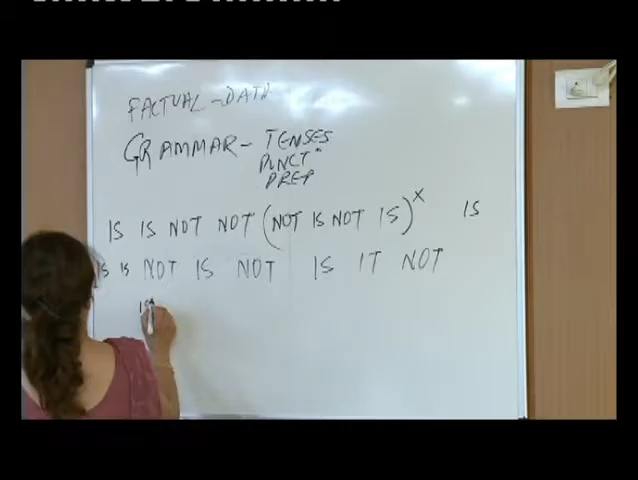 FACTUAL - DATA
GRAMMAR - TENSES
PUNCTⁿ
PREP
IS IS NOT NOT (NOT IS NOT IS)ˣ IS
IS IS NOT IS NOT IS IT NOT